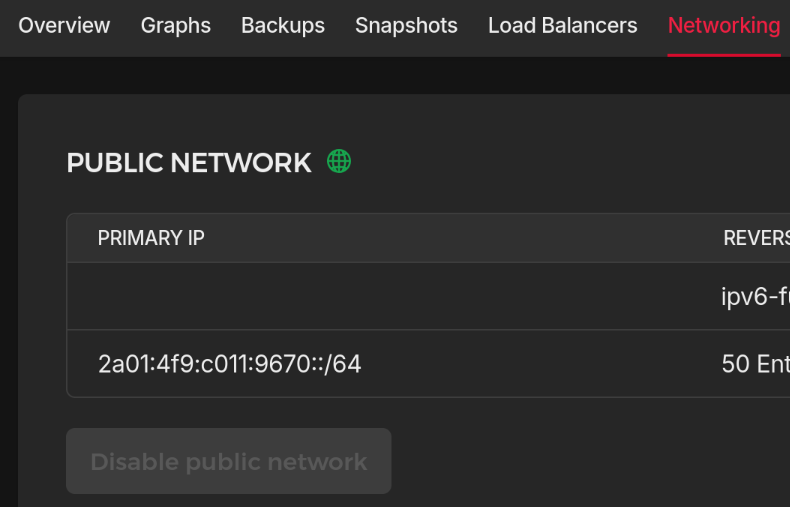 Overview Graphs Backups Snapshots Load Balancers Networking
PUBLIC NETWORK
PRIMARY IP REVERS
ipv6-f
2a01:4f9:c011:9670::/64 50 Ent
Disable public network